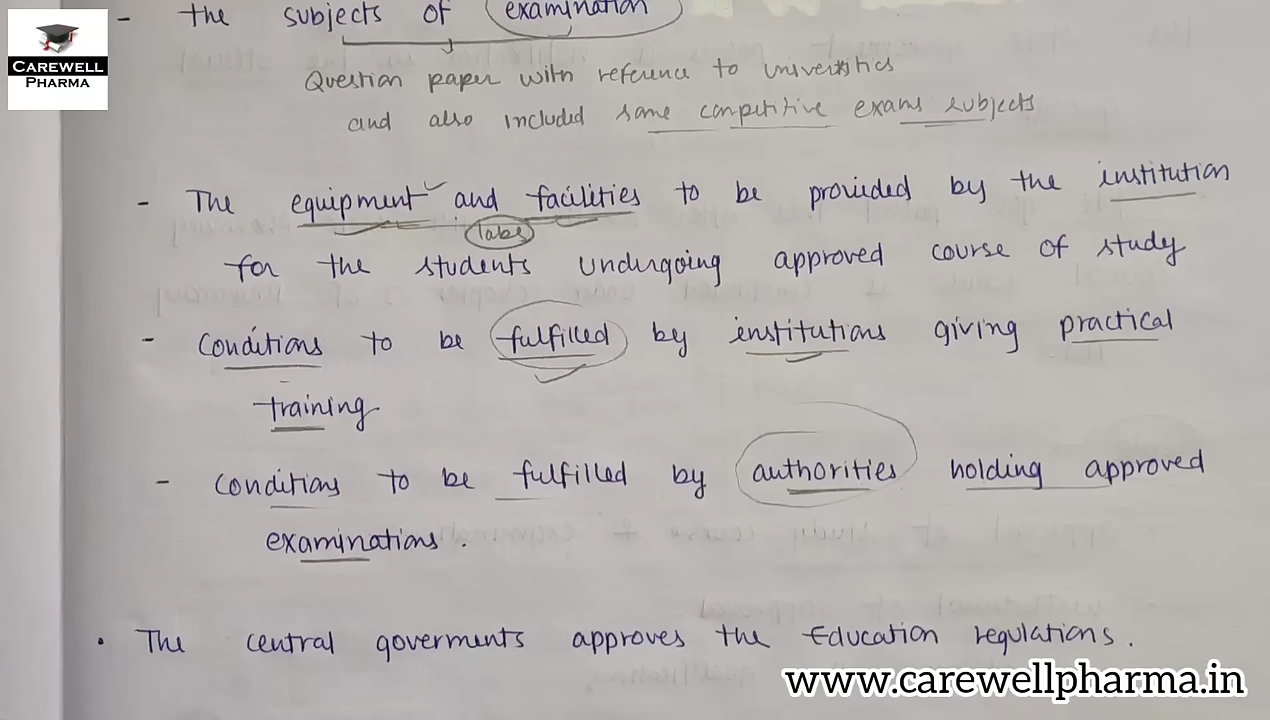 - The subjects of examination
CAREWELL
PHARMA
Question paper with reference to universities
and also included same competitive exams subjects
- The equipment and facilities to be provided by the institution
labs
for the students undergoing approved course of study
- Conditions to be fulfilled by institutions giving practical
training
- Conditions to be fulfilled by authorities holding approved
examinations.
• The central goverments approves the Education regulations.
www.carewellpharma.in